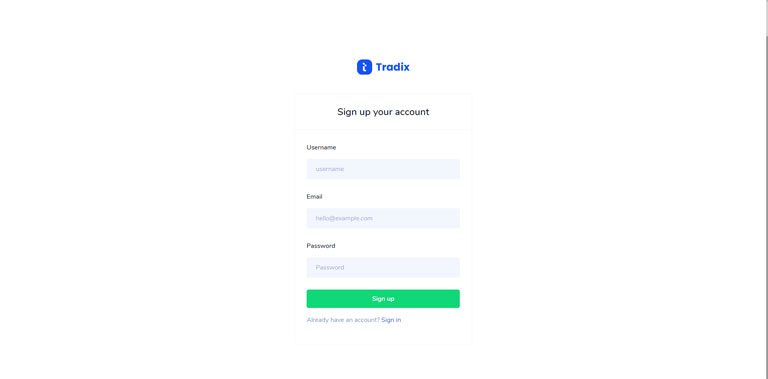 Tradix
Sign up your account
Username
username
Email
hello@example.com
Password
Password
Sign up
Already have an account? Sign in